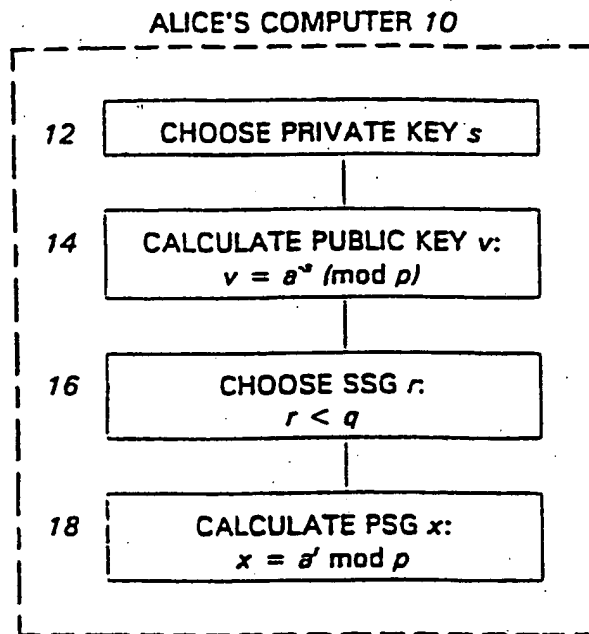 ALICE'S COMPUTER 10
12 CHOOSE PRIVATE KEY s
14 CALCULATE PUBLIC KEY v:
v = a^-s (mod p)
16 CHOOSE SSG r:
r < q
18 CALCULATE PSG x:
x = a^r mod p